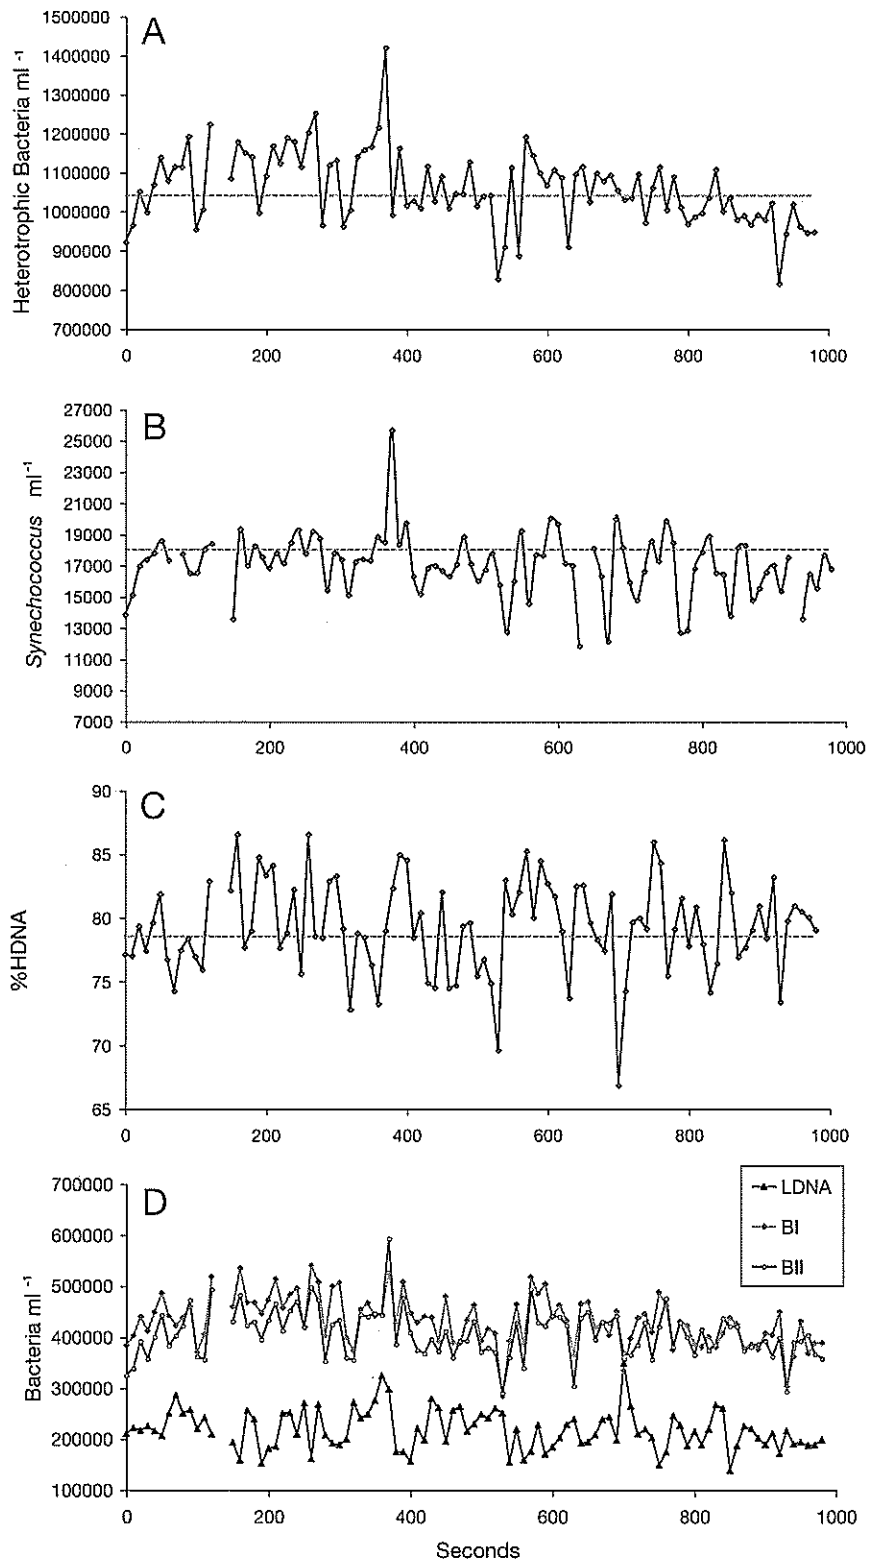 A
Heterotrophic Bacteria ml ⁻¹
1500000
1400000
1300000
1200000
1100000
1000000
900000
800000
700000
0 200 400 600 800 1000
B
Synechococcus ml ⁻¹
27000
25000
23000
21000
19000
17000
15000
13000
11000
9000
7000
0 200 400 600 800 1000
C
%HDNA
90
85
80
75
70
65
0 200 400 600 800 1000
D
Bacteria ml ⁻¹
700000
600000
500000
400000
300000
200000
100000
LDNA
BI
BII
0 200 400 600 800 1000
Seconds